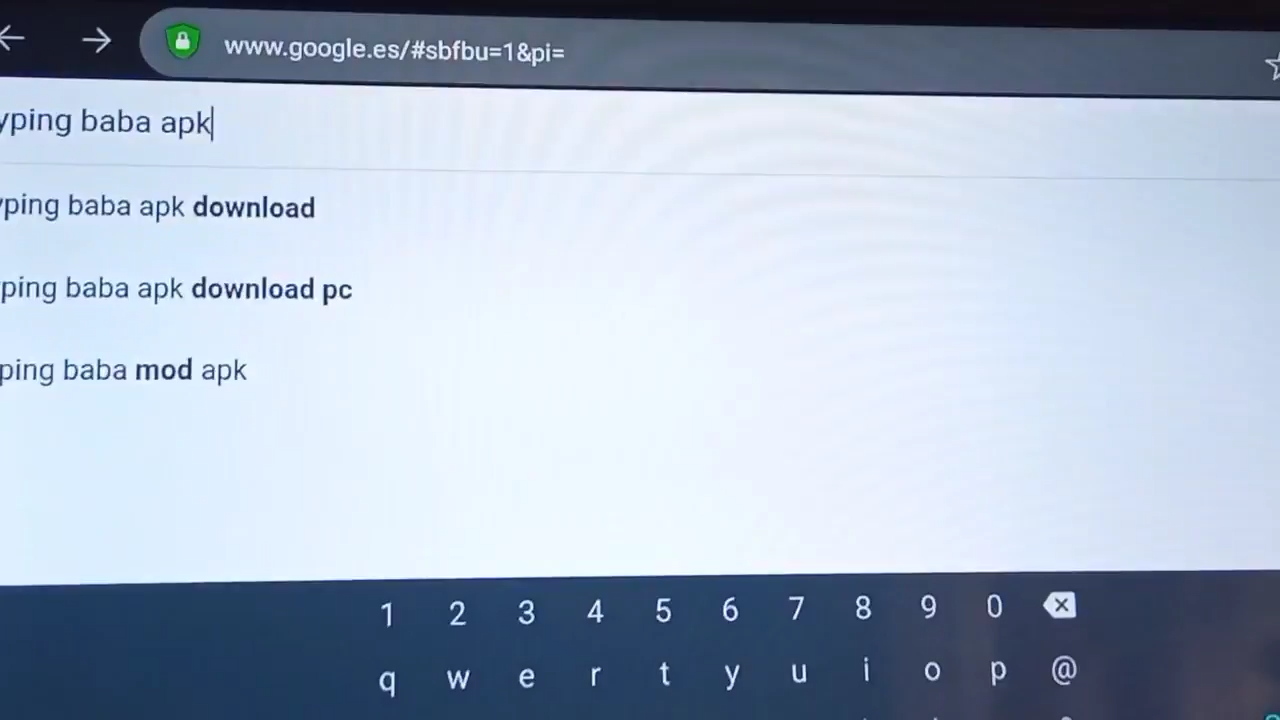 www.google.es/#sbfbu=1&pi=
yping baba apk
yping baba apk download
ping baba apk download pc
ping baba mod apk
1 2 3 4 5 6 7 8 9 0
q w e r t y u i o p @